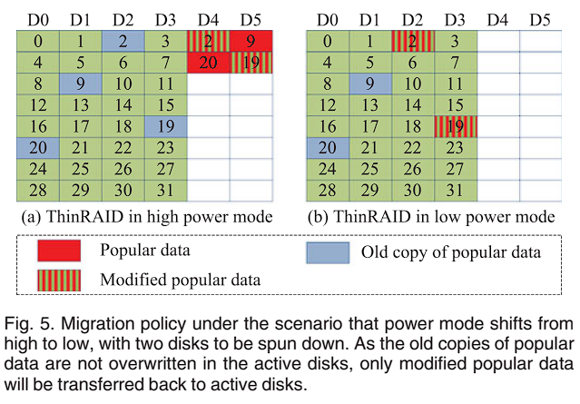 D0 D1 D2 D3 D4 D5
0 1 2 3 2 9
4 5 6 7 20 19
8 9 10 11
12 13 14 15
16 17 18 19
20 21 22 23
24 25 26 27
28 29 30 31
(a) ThinRAID in high power mode
D0 D1 D2 D3 D4 D5
0 1 2 3
4 5 6 7
8 9 10 11
12 13 14 15
16 17 18 19
20 21 22 23
24 25 26 27
28 29 30 31
(b) ThinRAID in low power mode
Popular data
Old copy of popular data
Modified popular data
Fig. 5. Migration policy under the scenario that power mode shifts from
high to low, with two disks to be spun down. As the old copies of popular
data are not overwritten in the active disks, only modified popular data
will be transferred back to active disks.